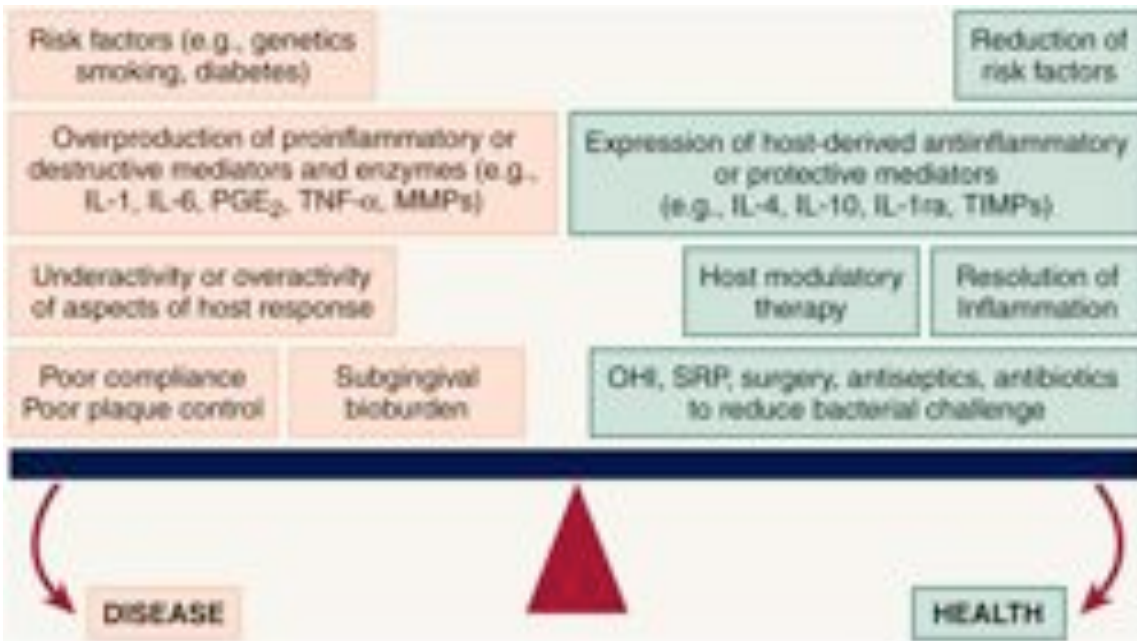 Risk factors (e.g., genetics
smoking, diabetes)
Reduction of
risk factors
Overproduction of proinflammatory or
destructive mediators and enzymes (e.g.,
IL-1, IL-6, PGE₂, TNF-α, MMPs)
Expression of host-derived antiinflammatory
or protective mediators
(e.g., IL-4, IL-10, IL-1ra, TIMPs)
Underactivity or overactivity
of aspects of host response
Host modulatory
therapy
Resolution of
Inflammation
Poor compliance
Poor plaque control
Subgingival
bioburden
OHI, SRP, surgery, antiseptics, antibiotics
to reduce bacterial challenge
DISEASE
HEALTH